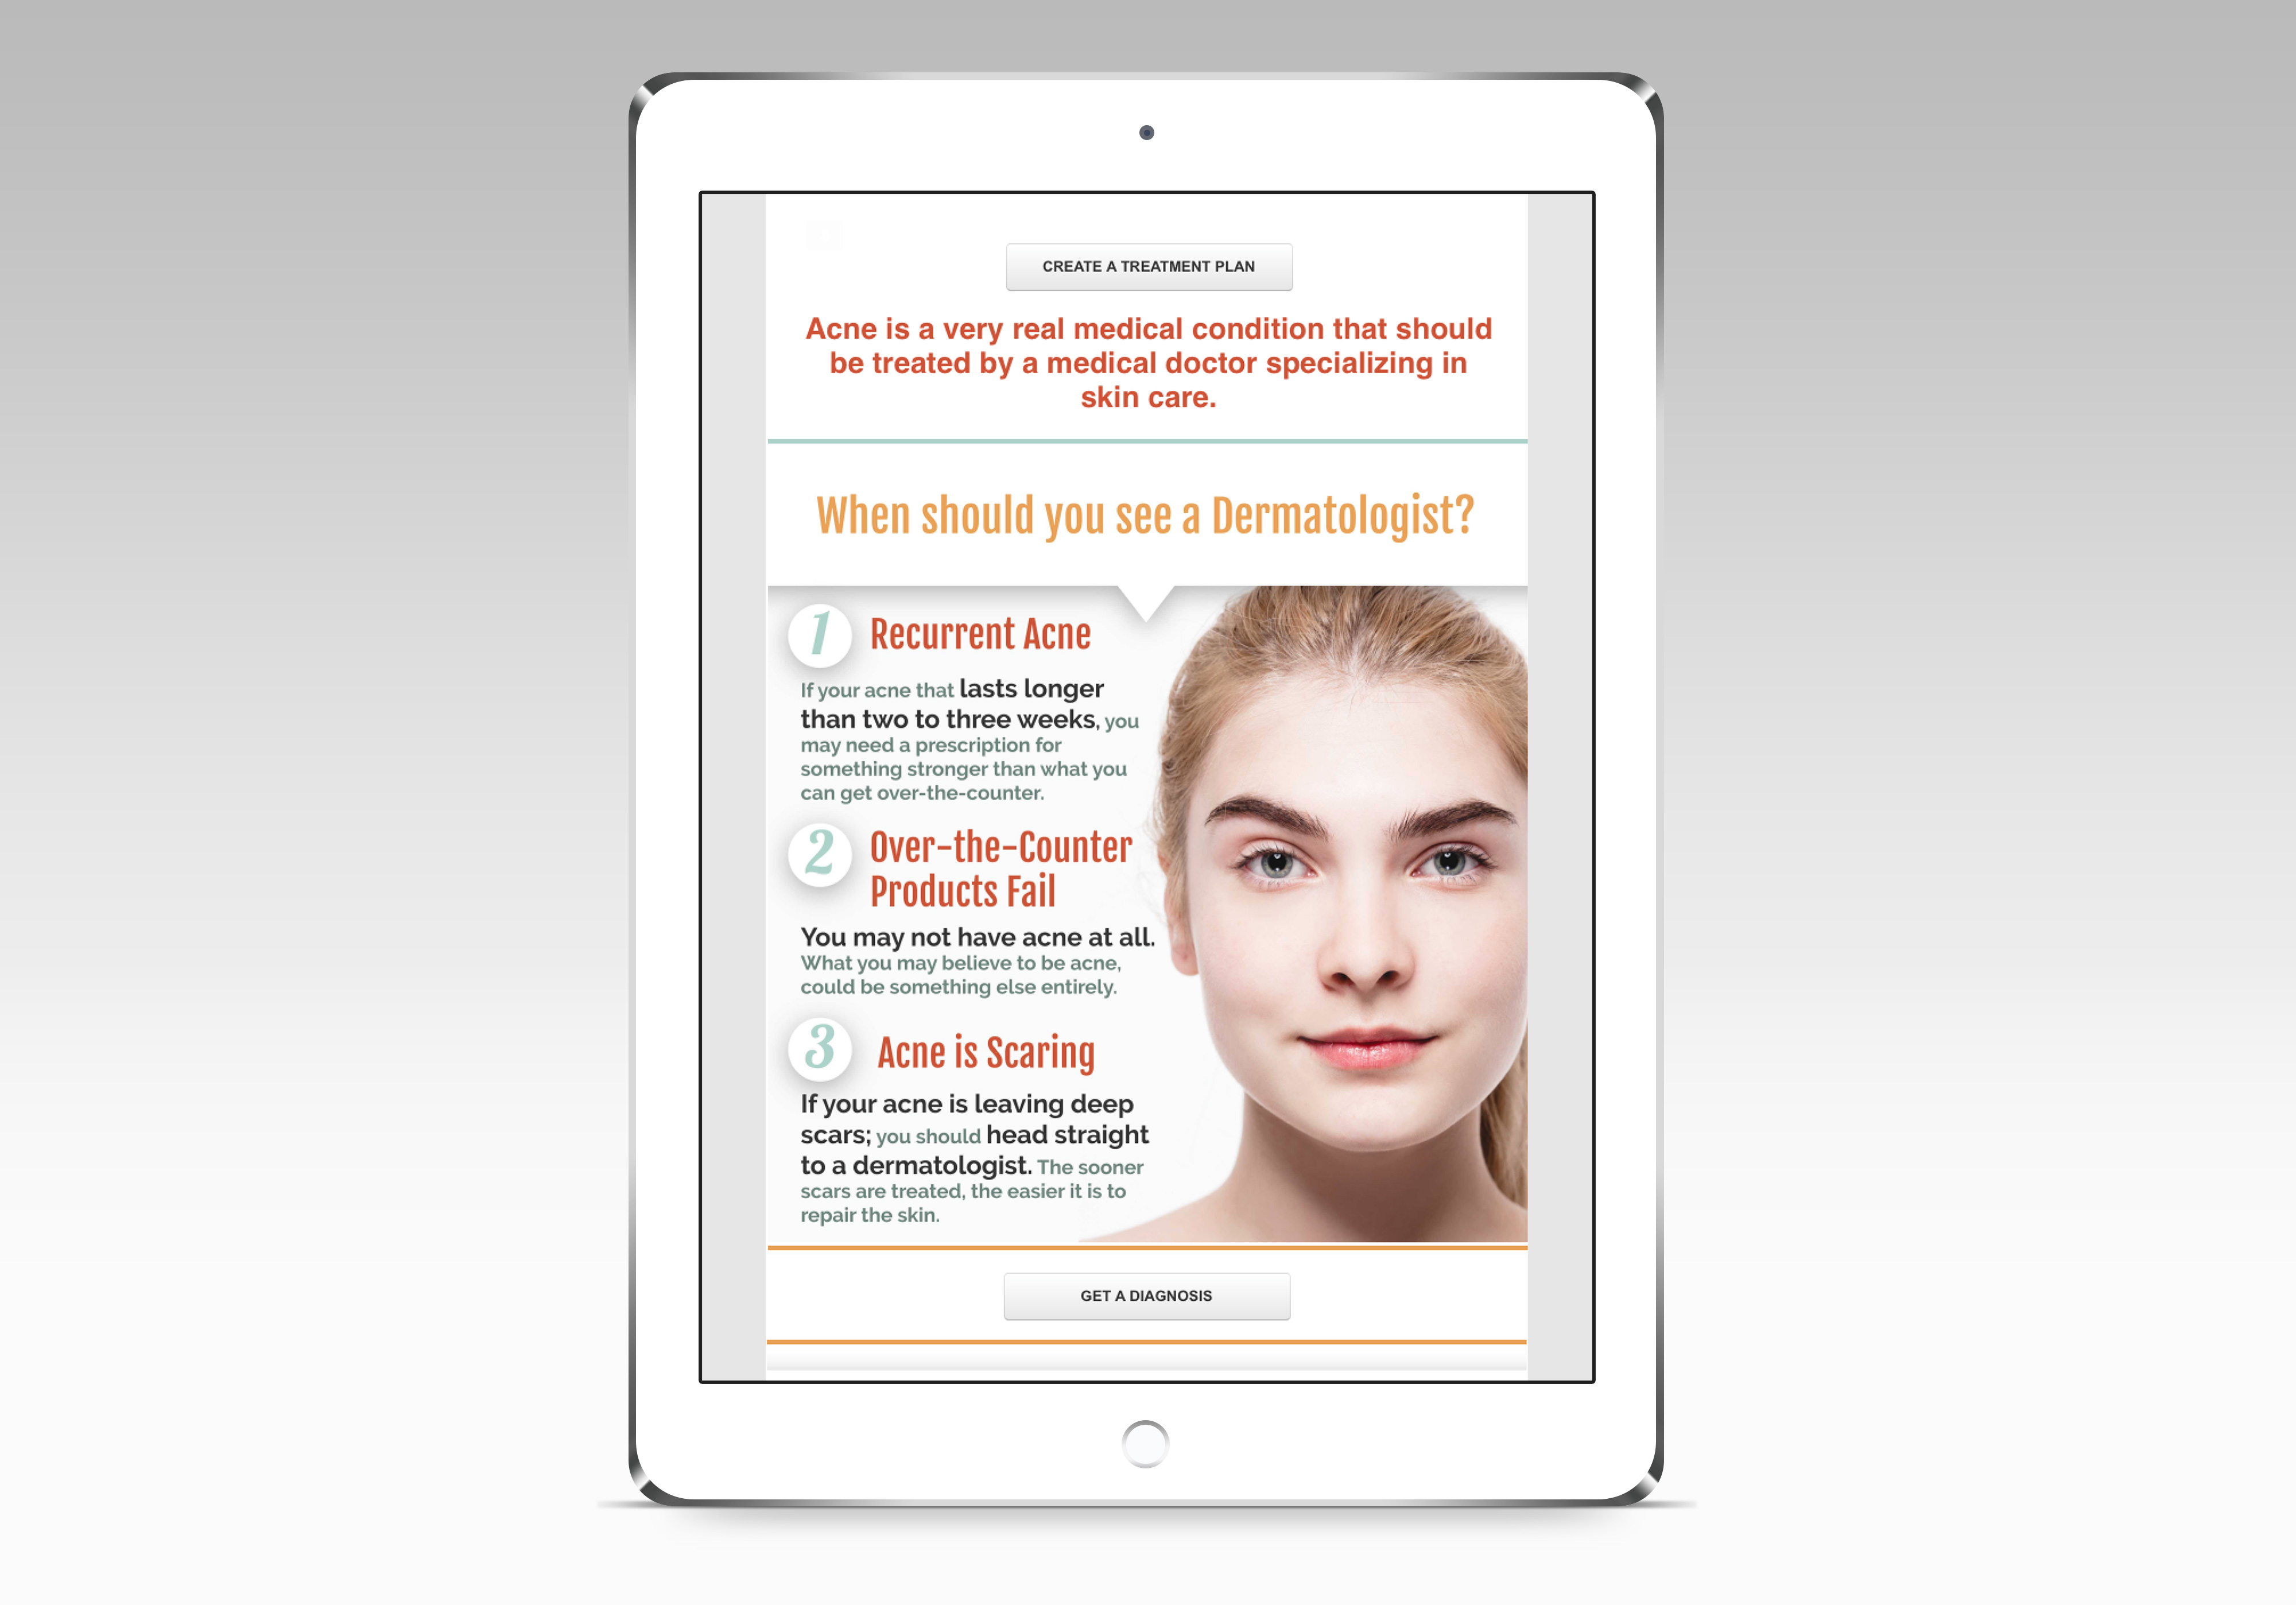 CREATE A TREATMENT PLAN
Acne is a very real medical condition that should
be treated by a medical doctor specializing in
skin care.
When should you see a Dermatologist?
1 Recurrent Acne
If your acne that lasts longer
than two to three weeks, you
may need a prescription for
something stronger than what you
can get over-the-counter.
2 Over-the-Counter
Products Fail
You may not have acne at all.
What you may believe to be acne,
could be something else entirely.
3 Acne is Scaring
If your acne is leaving deep
scars; you should head straight
to a dermatologist. The sooner
scars are treated, the easier it is to
repair the skin.
GET A DIAGNOSIS